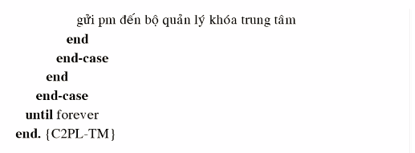 gửi pm đến bộ quản lý khóa trung tâm
end
end-case
end
end-case
until forever
end. {C2PL-TM}